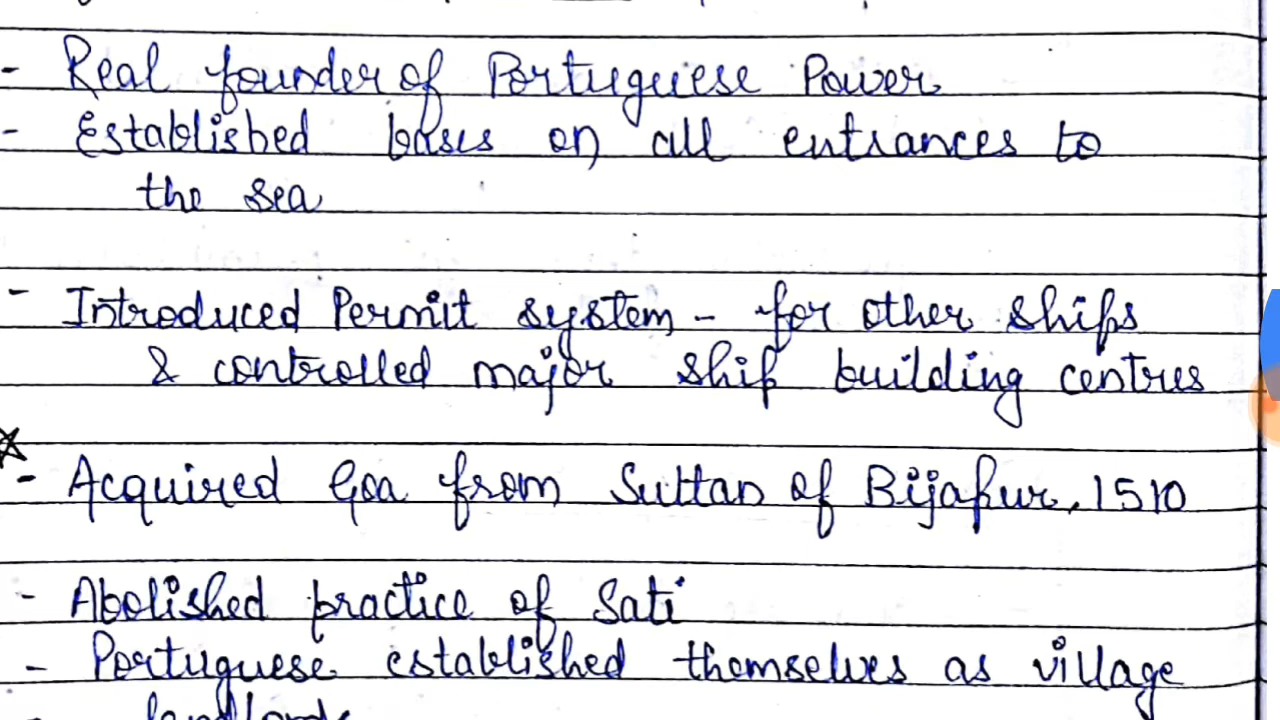 - Real founder of Portuguese Power
- Established bases on all entrances to
the sea
- Introduced Permit system - for other ships
& controlled major ship building centres
- Acquired Goa from Sultan of Bijapur, 1510
- Abolished practice of Sati
- Portuguese established themselves as village
landlords